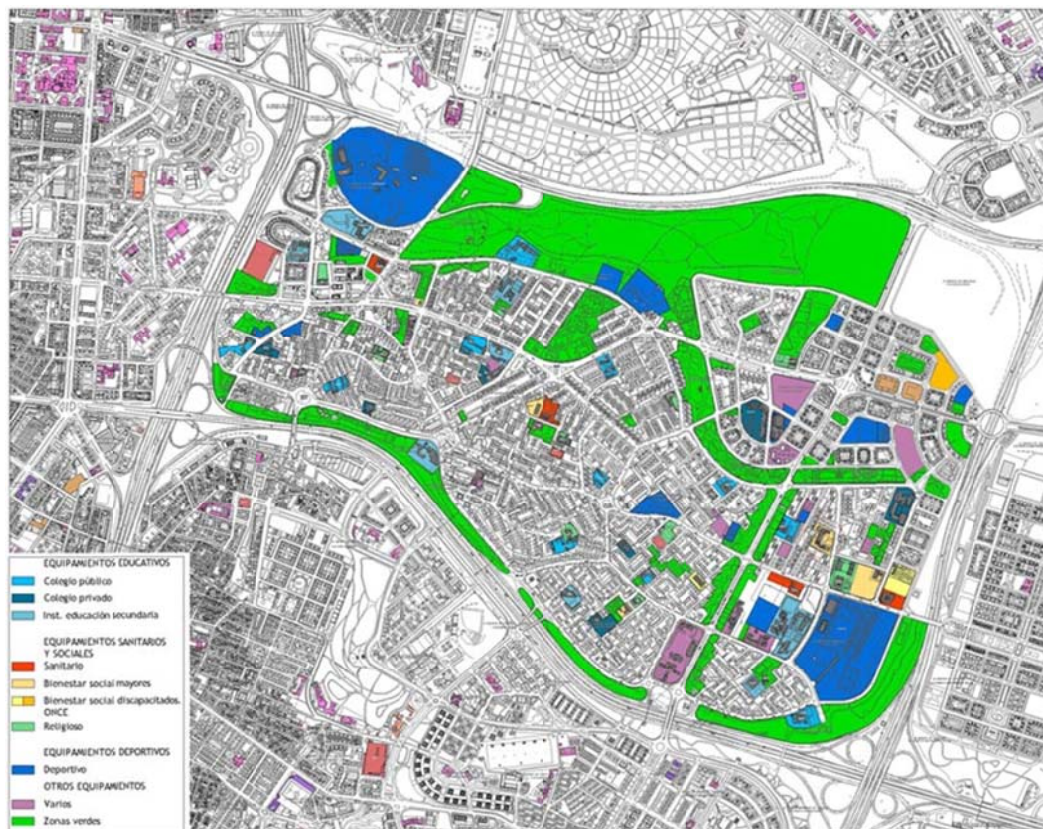 EQUIPAMIENTOS EDUCATIVOS
Colegio público
Colegio privado
Inst. educación secundaria
EQUIPAMIENTOS SANITARIOS
Y SOCIALES
Sanitario
Bienestar social mayores
Bienestar social discapacitados.
ONCE
Religioso
EQUIPAMIENTOS DEPORTIVOS
Deportivo
OTROS EQUIPAMIENTOS
Varios
Zonas verdes